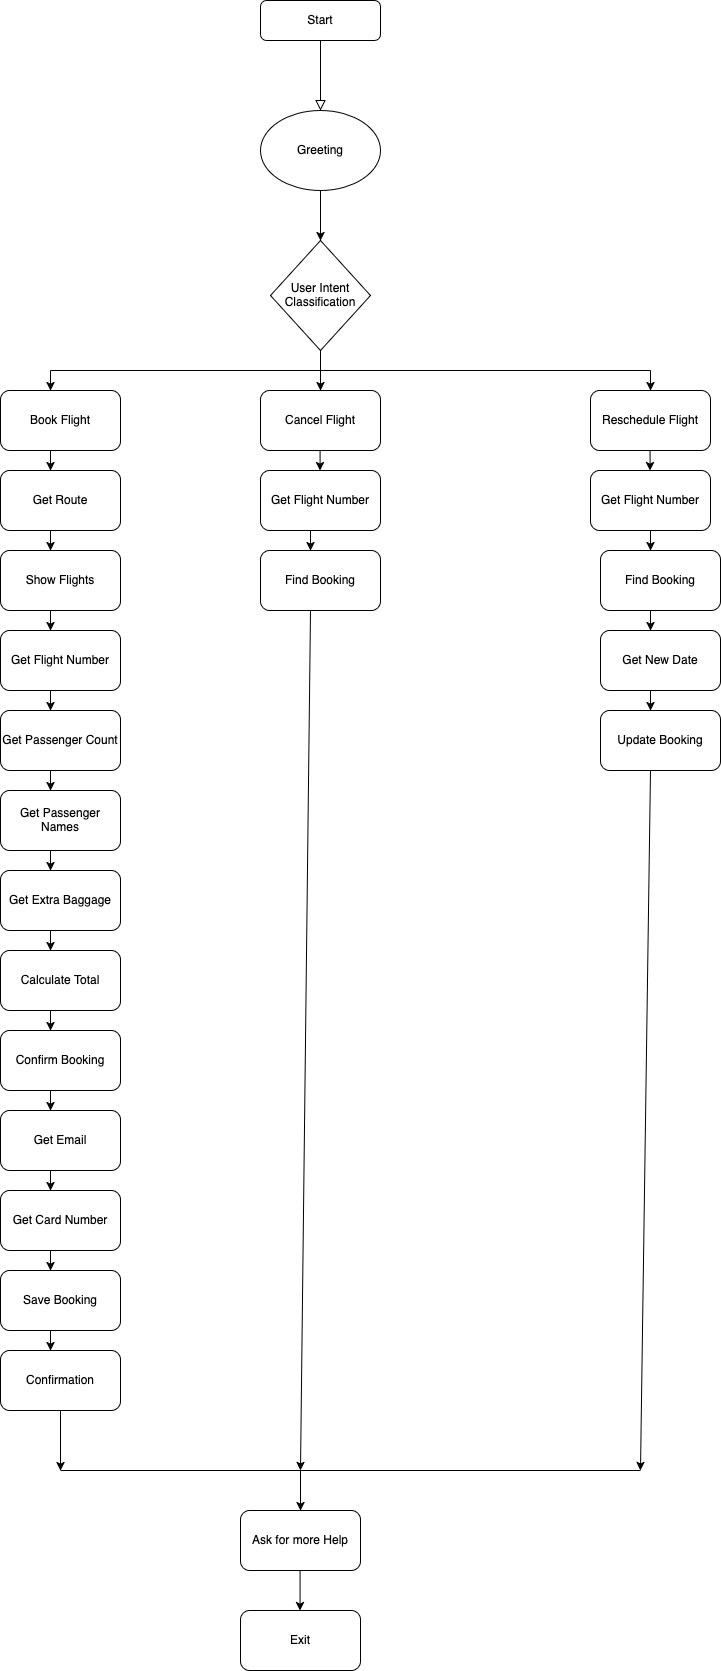 Start
Greeting
User Intent
Classification
Book Flight
Cancel Flight
Reschedule Flight
Get Route
Get Flight Number
Get Flight Number
Show Flights
Find Booking
Find Booking
Get Flight Number
Get New Date
Get Passenger Count
Update Booking
Get Passenger
Names
Get Extra Baggage
Calculate Total
Confirm Booking
Get Email
Get Card Number
Save Booking
Confirmation
Ask for more Help
Exit